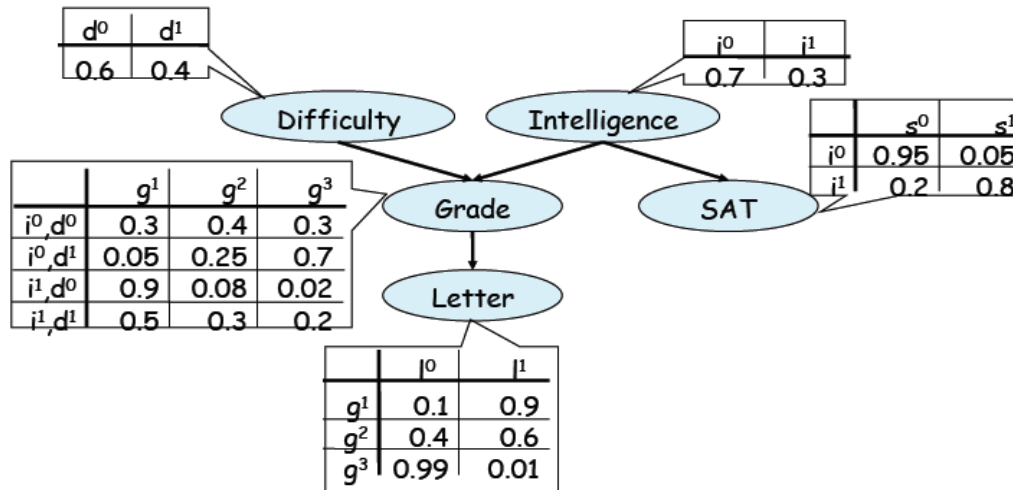 d⁰ d¹
0.6 0.4
i⁰ i¹
0.7 0.3
Difficulty
Intelligence
s⁰ s¹
i⁰ 0.95 0.05
i¹ 0.2 0.8
g¹ g² g³
i⁰,d⁰ 0.3 0.4 0.3
i⁰,d¹ 0.05 0.25 0.7
i¹,d⁰ 0.9 0.08 0.02
i¹,d¹ 0.5 0.3 0.2
Grade
SAT
Letter
l⁰ l¹
g¹ 0.1 0.9
g² 0.4 0.6
g³ 0.99 0.01